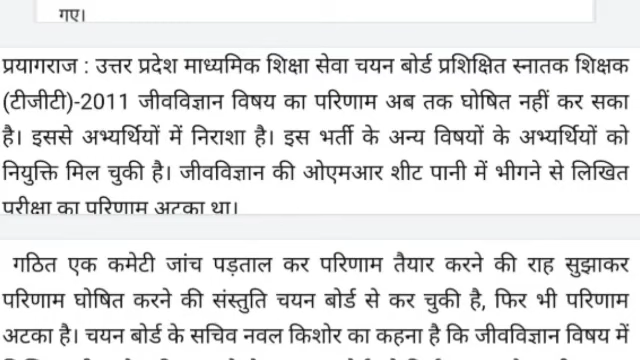 गए।
प्रयागराज : उत्तर प्रदेश माध्यमिक शिक्षा सेवा चयन बोर्ड प्रशिक्षित स्नातक शिक्षक
(टीजीटी)-2011 जीवविज्ञान विषय का परिणाम अब तक घोषित नहीं कर सका
है। इससे अभ्यर्थियों में निराशा है। इस भर्ती के अन्य विषयों के अभ्यर्थियों को
नियुक्ति मिल चुकी है। जीवविज्ञान की ओएमआर शीट पानी में भीगने से लिखित
परीक्षा का परिणाम अटका था।
गठित एक कमेटी जांच पड़ताल कर परिणाम तैयार करने की राह सुझाकर
परिणाम घोषित करने की संस्तुति चयन बोर्ड से कर चुकी है, फिर भी परिणाम
अटका है। चयन बोर्ड के सचिव नवल किशोर का कहना है कि जीवविज्ञान विषय में